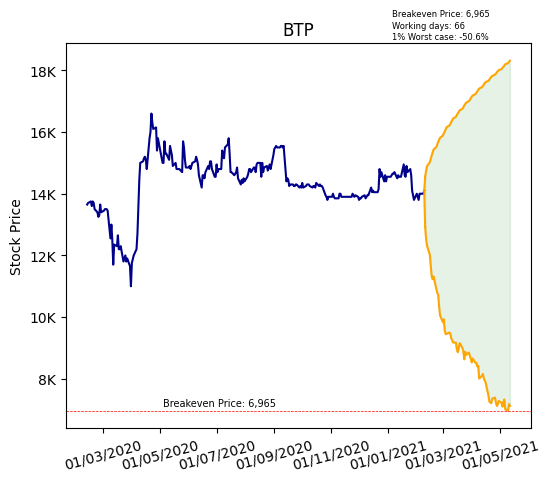 Breakeven Price: 6,965
Working days: 66
1% Worst case: -50.6%
BTP
Stock Price
18K
16K
14K
12K
10K
8K
Breakeven Price: 6,965
01/03/2020
01/05/2020
01/07/2020
01/09/2020
01/11/2020
01/01/2021
01/03/2021
01/05/2021